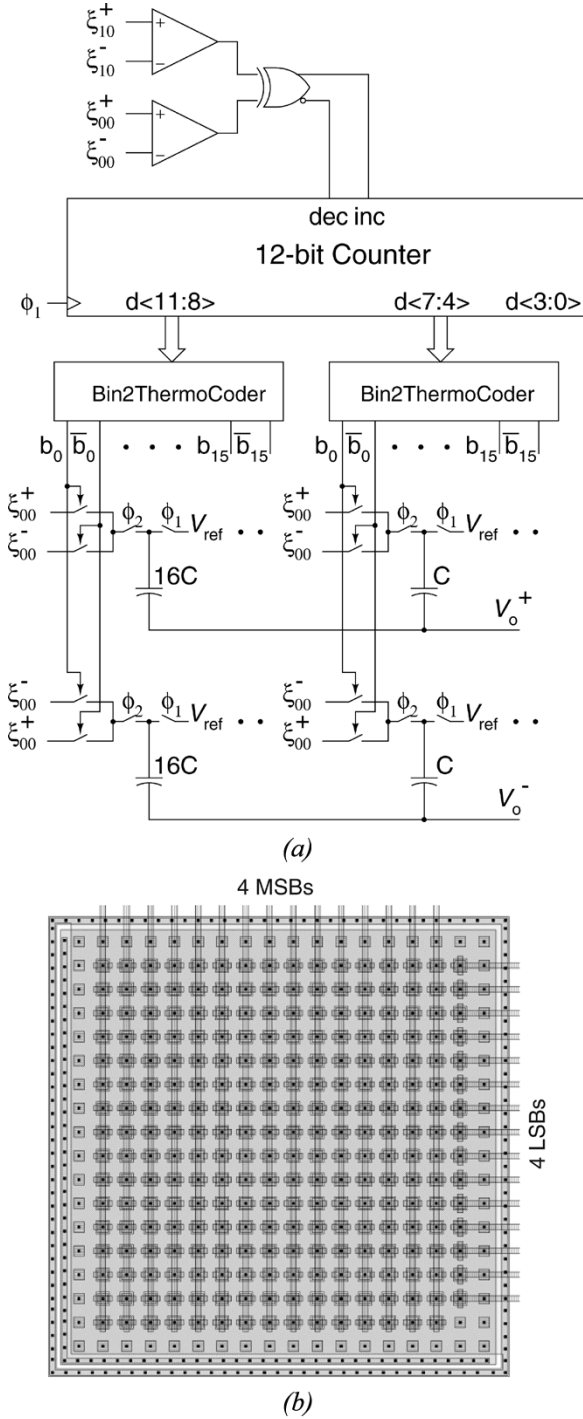 ξ10+
ξ10-
+
−
ξ00+
ξ00-
+
−
dec inc
12-bit Counter
ϕ1 d<11:8> d<7:4> d<3:0>
Bin2ThermoCoder Bin2ThermoCoder
b0 b̅0 • • • • b15 b̅15 b0 b̅0 • • • • b15 b̅15
ξ00+ ϕ2 ϕ1 Vref • • ξ00+ ϕ2 ϕ1 Vref • •
ξ00- ξ00-
16C C
Vo+
ξ00- ϕ2 ϕ1 Vref • • ξ00- ϕ2 ϕ1 Vref • •
ξ00+ ξ00+
16C C
Vo-
(a)
4 MSBs
4 LSBs
(b)